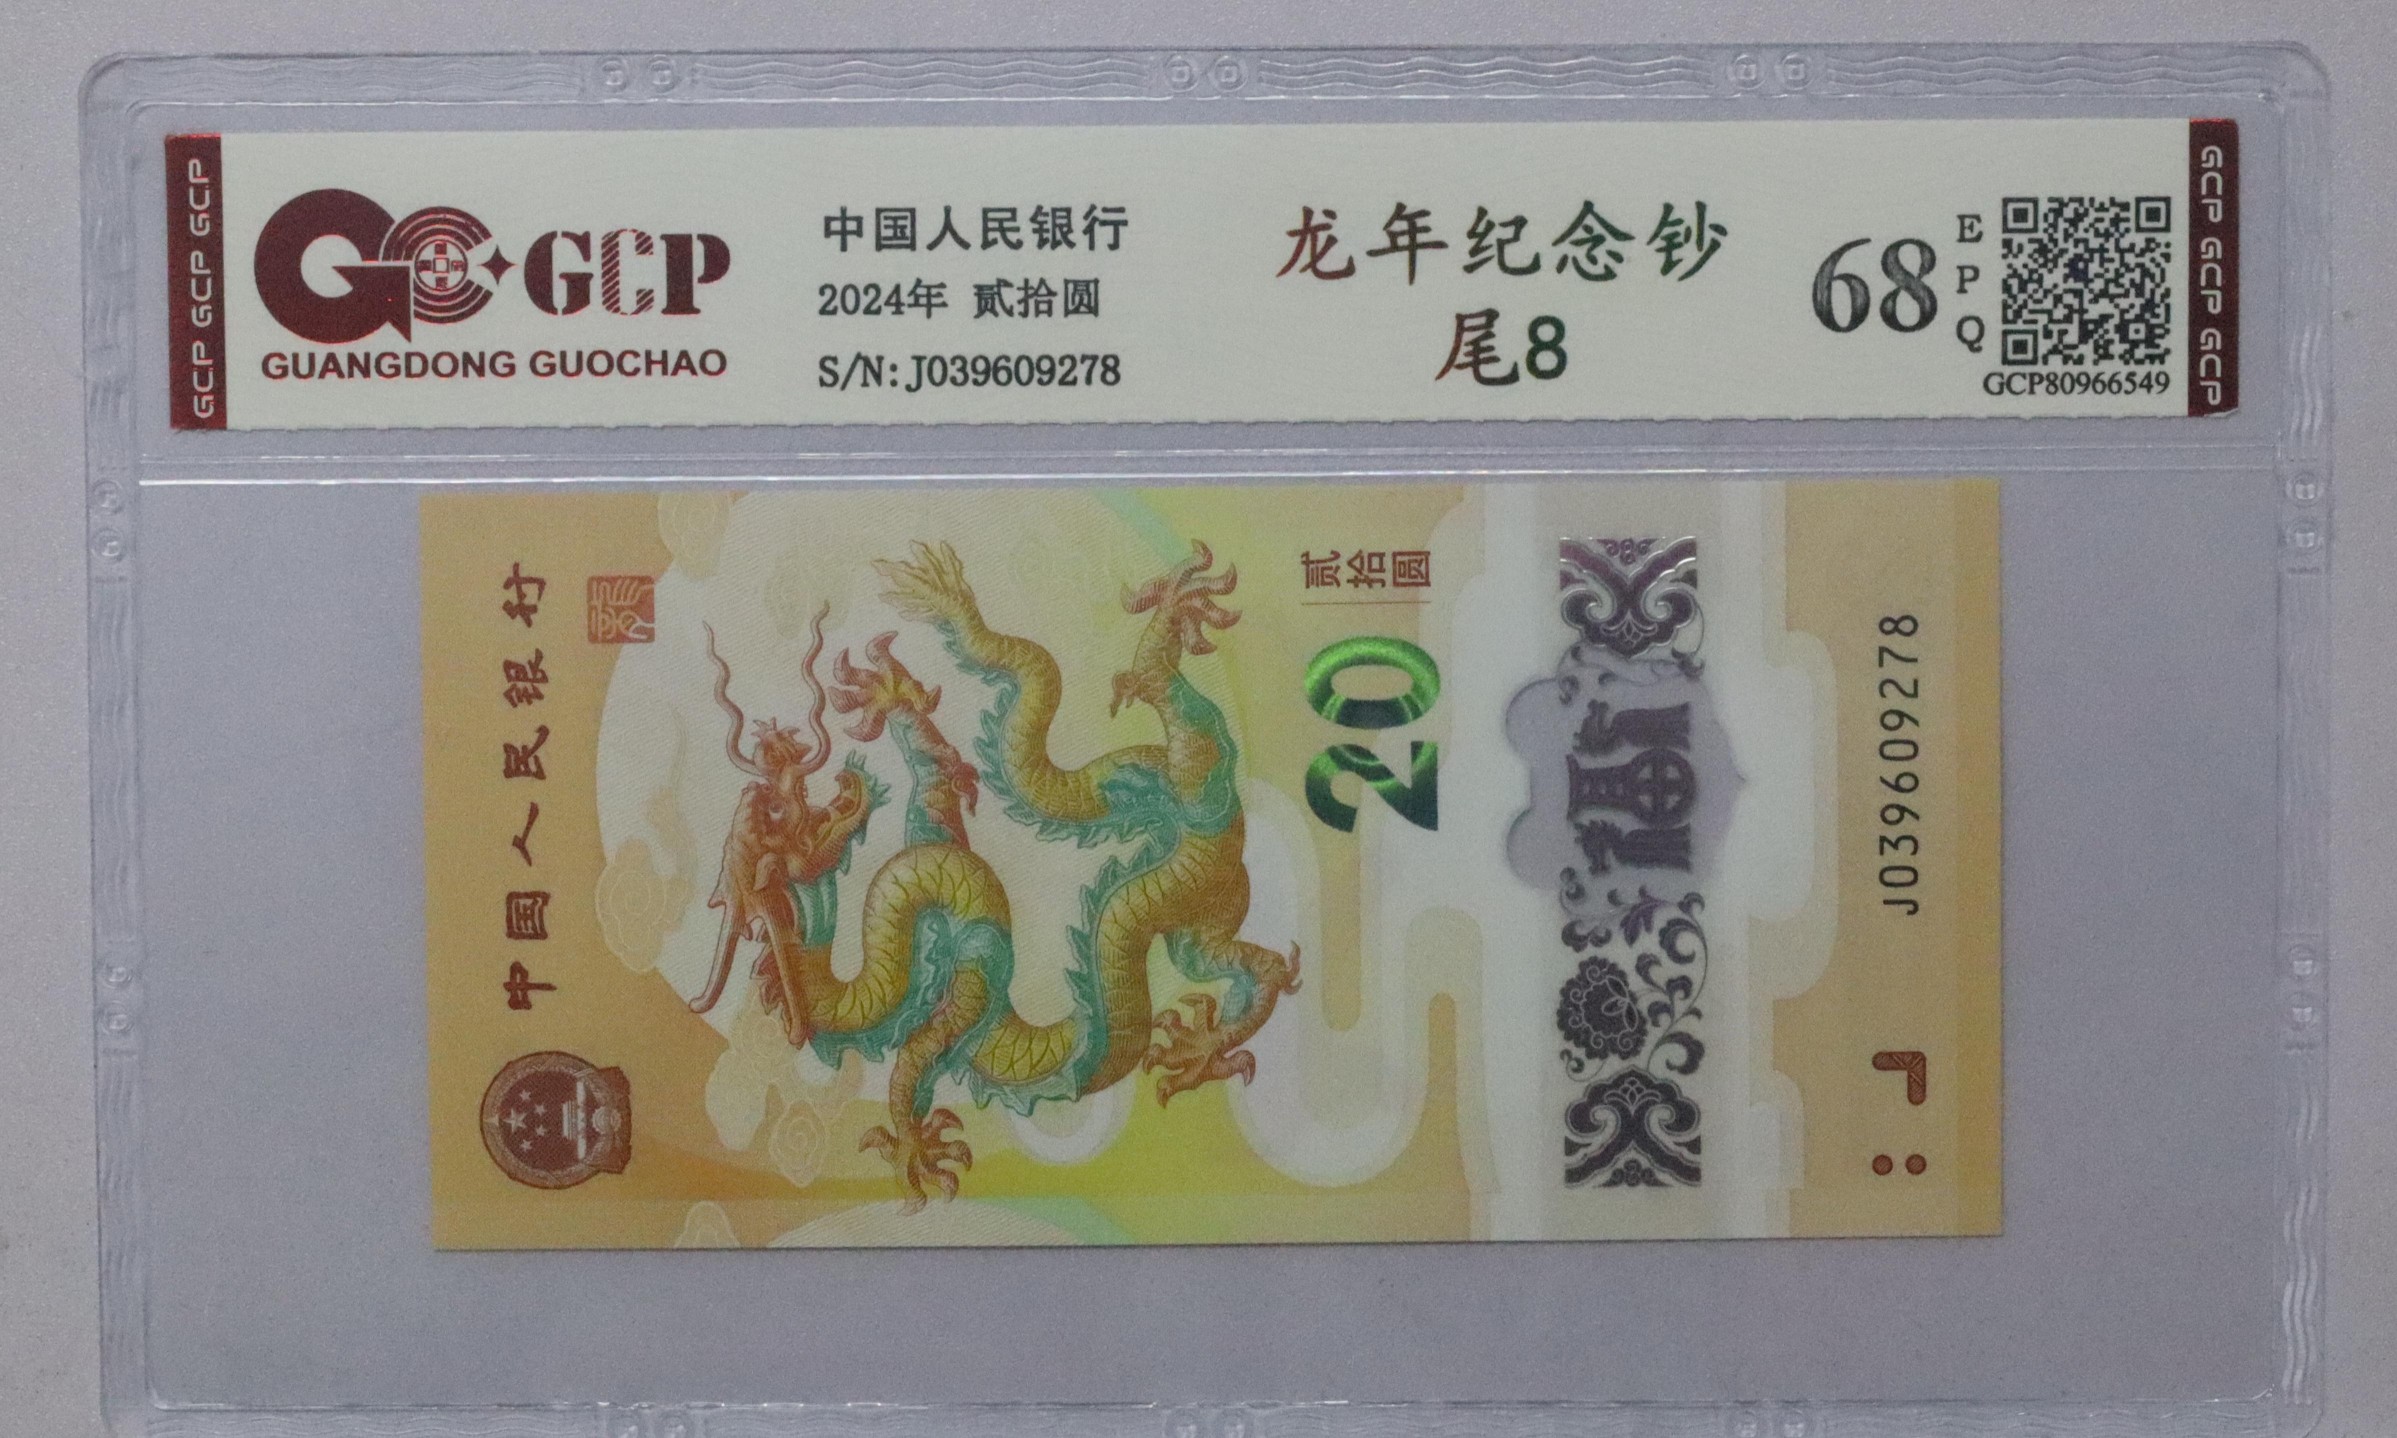 GCP GCP GCP
GCP
GUANGDONG GUOCHAO
中国人民银行
2024年 贰拾圆
S/N:J039609278
龙年纪念钞
尾8
68
EPQ
GCP80966549
GCP GCP GCP
中国人民银行
贰拾圆
20
福
J039609278